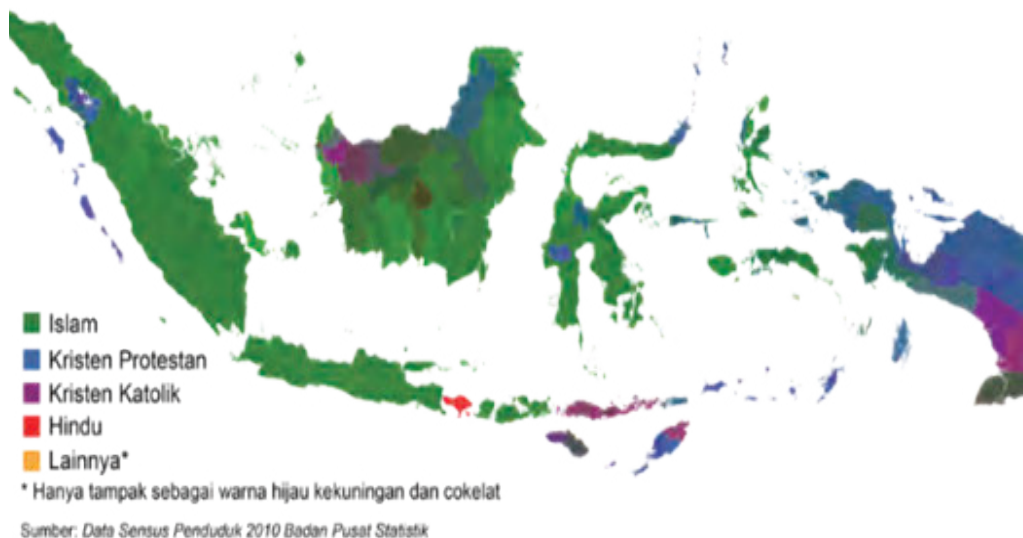 Islam
Kristen Protestan
Kristen Katolik
Hindu
Lainnya*
* Hanya tampak sebagai warna hijau kekuningan dan cokelat
Sumber: Data Sensus Penduduk 2010 Badan Pusat Statistik